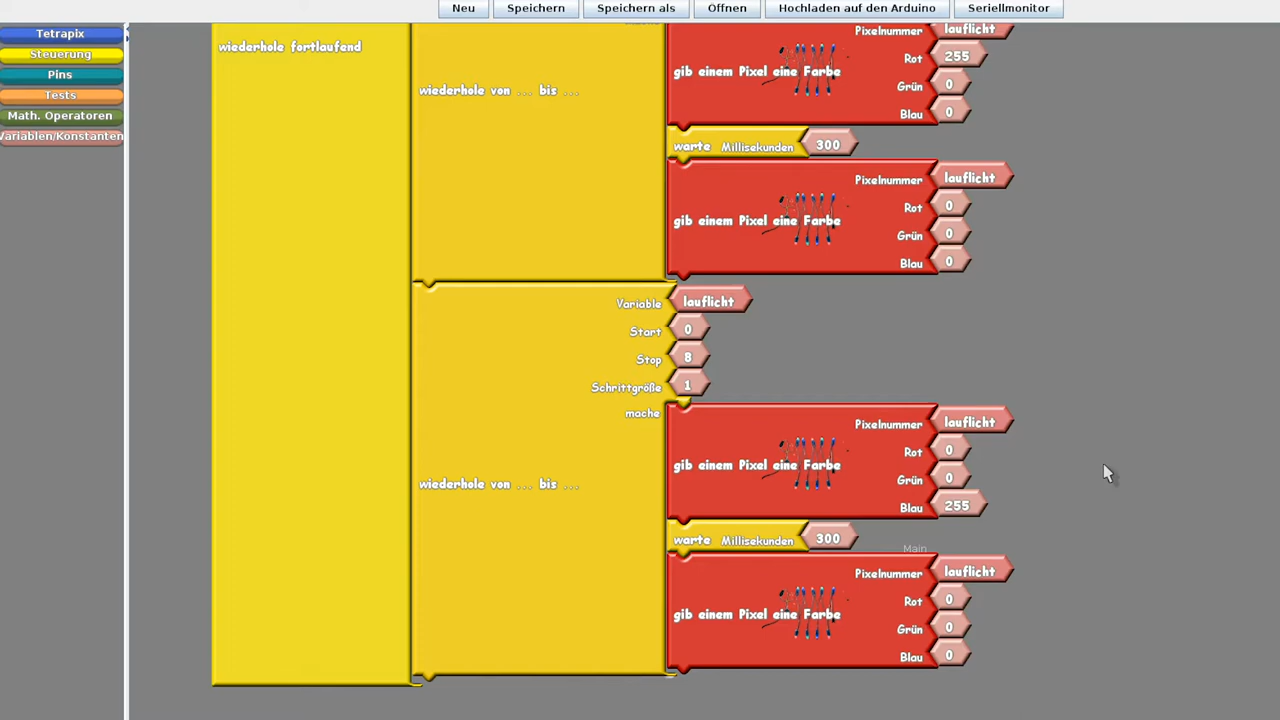 Neu
Speichern
Speichern als
Öffnen
Hochladen auf den Arduino
Seriellmonitor
Tetrapix
Steuerung
Pins
Tests
Math. Operatoren
Variablen/Konstanten
wiederhole fortlaufend
wiederhole von ... bis ...
gib einem Pixel eine Farbe
Pixelnummer lauflicht
Rot 255
Grün 0
Blau 0
warte Millisekunden 300
gib einem Pixel eine Farbe
Pixelnummer lauflicht
Rot 0
Grün 0
Blau 0
wiederhole von ... bis ...
Variable lauflicht
Start 0
Stop 8
Schrittgröße 1
mache
gib einem Pixel eine Farbe
Pixelnummer lauflicht
Rot 0
Grün 0
Blau 255
warte Millisekunden 300
Main
gib einem Pixel eine Farbe
Pixelnummer lauflicht
Rot 0
Grün 0
Blau 0